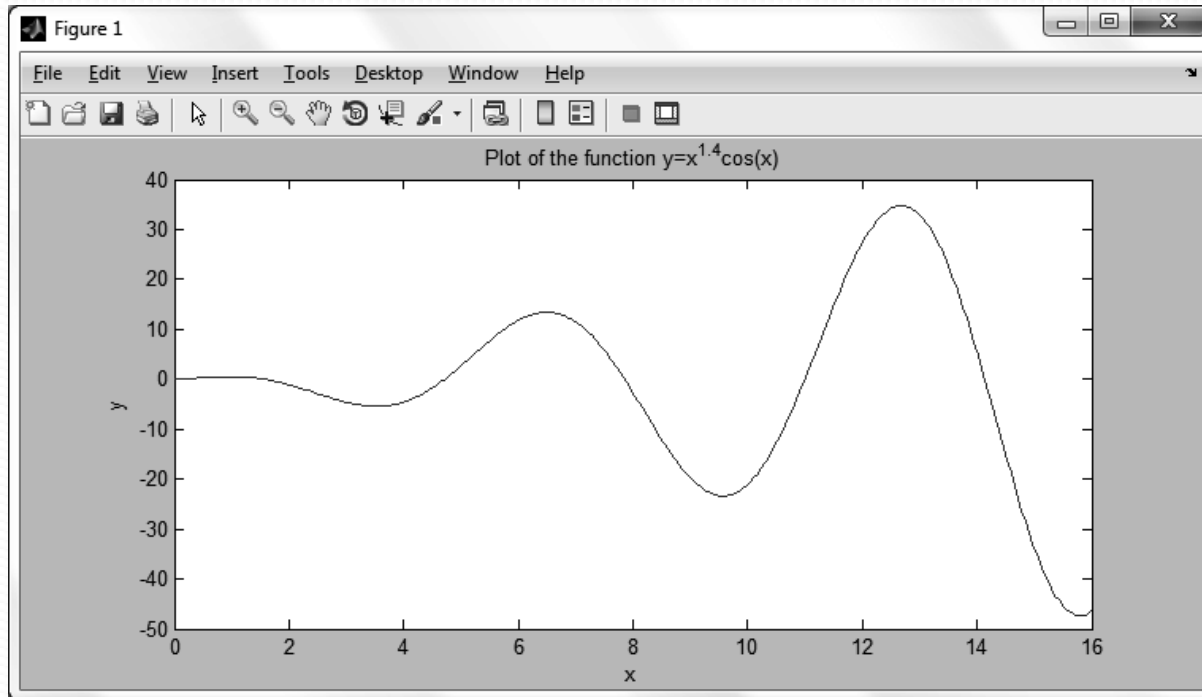 Figure 1
File Edit View Insert Tools Desktop Window Help
Plot of the function y=x^1.4cos(x)
40
30
20
10
0
-10
-20
-30
-40
-50
y
0 2 4 6 8 10 12 14 16
x